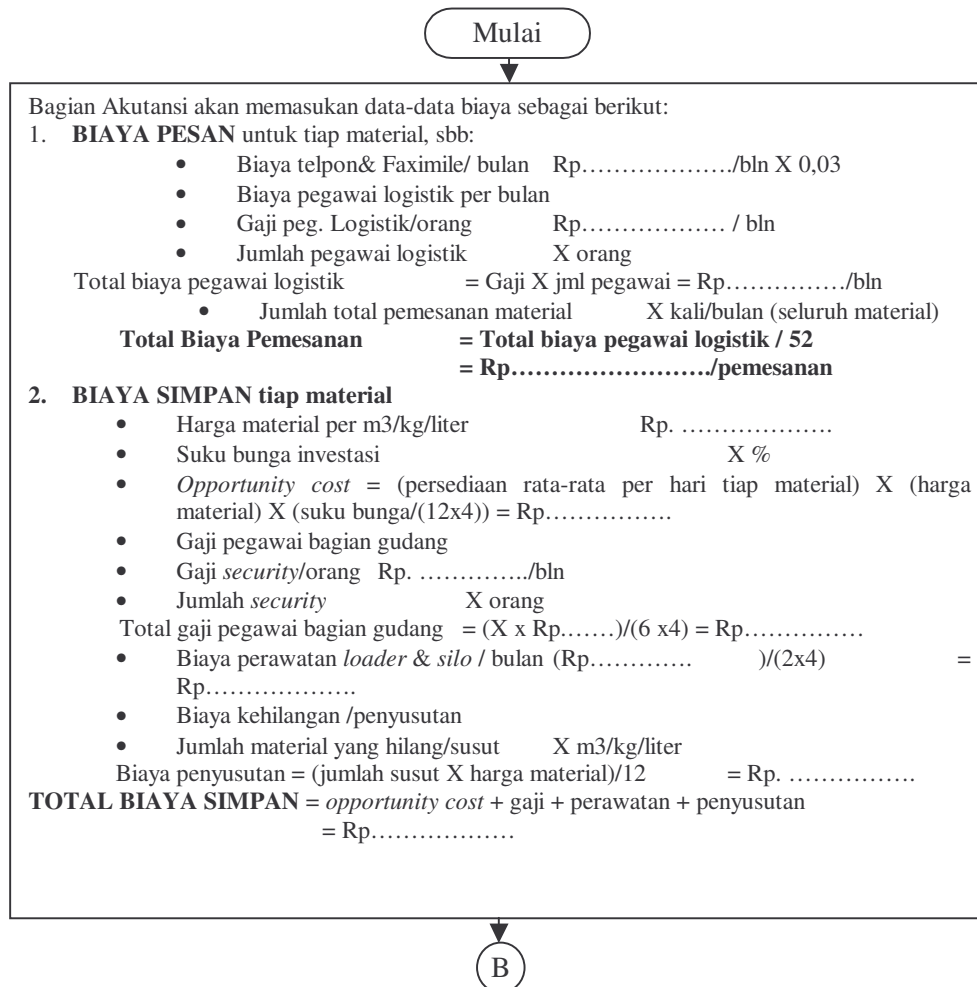 Mulai
Bagian Akutansi akan memasukan data-data biaya sebagai berikut:
1. BIAYA PESAN untuk tiap material, sbb:
• Biaya telpon& Faximile/ bulan Rp………………./bln X 0,03
• Biaya pegawai logistik per bulan
• Gaji peg. Logistik/orang Rp……………… / bln
• Jumlah pegawai logistik X orang
Total biaya pegawai logistik = Gaji X jml pegawai = Rp……………/bln
• Jumlah total pemesanan material X kali/bulan (seluruh material)
Total Biaya Pemesanan = Total biaya pegawai logistik / 52
= Rp……………………./pemesanan
2. BIAYA SIMPAN tiap material
• Harga material per m3/kg/liter Rp. ……………….
• Suku bunga investasi X %
• Opportunity cost = (persediaan rata-rata per hari tiap material) X (harga
material) X (suku bunga/(12x4)) = Rp…………….
• Gaji pegawai bagian gudang
• Gaji security/orang Rp. …………../bln
• Jumlah security X orang
Total gaji pegawai bagian gudang = (X x Rp.……)/(6 x4) = Rp……………
• Biaya perawatan loader & silo / bulan (Rp…………. )/(2x4) =
Rp……………….
• Biaya kehilangan /penyusutan
• Jumlah material yang hilang/susut X m3/kg/liter
Biaya penyusutan = (jumlah susut X harga material)/12 = Rp. …………….
TOTAL BIAYA SIMPAN = opportunity cost + gaji + perawatan + penyusutan
= Rp………………
B